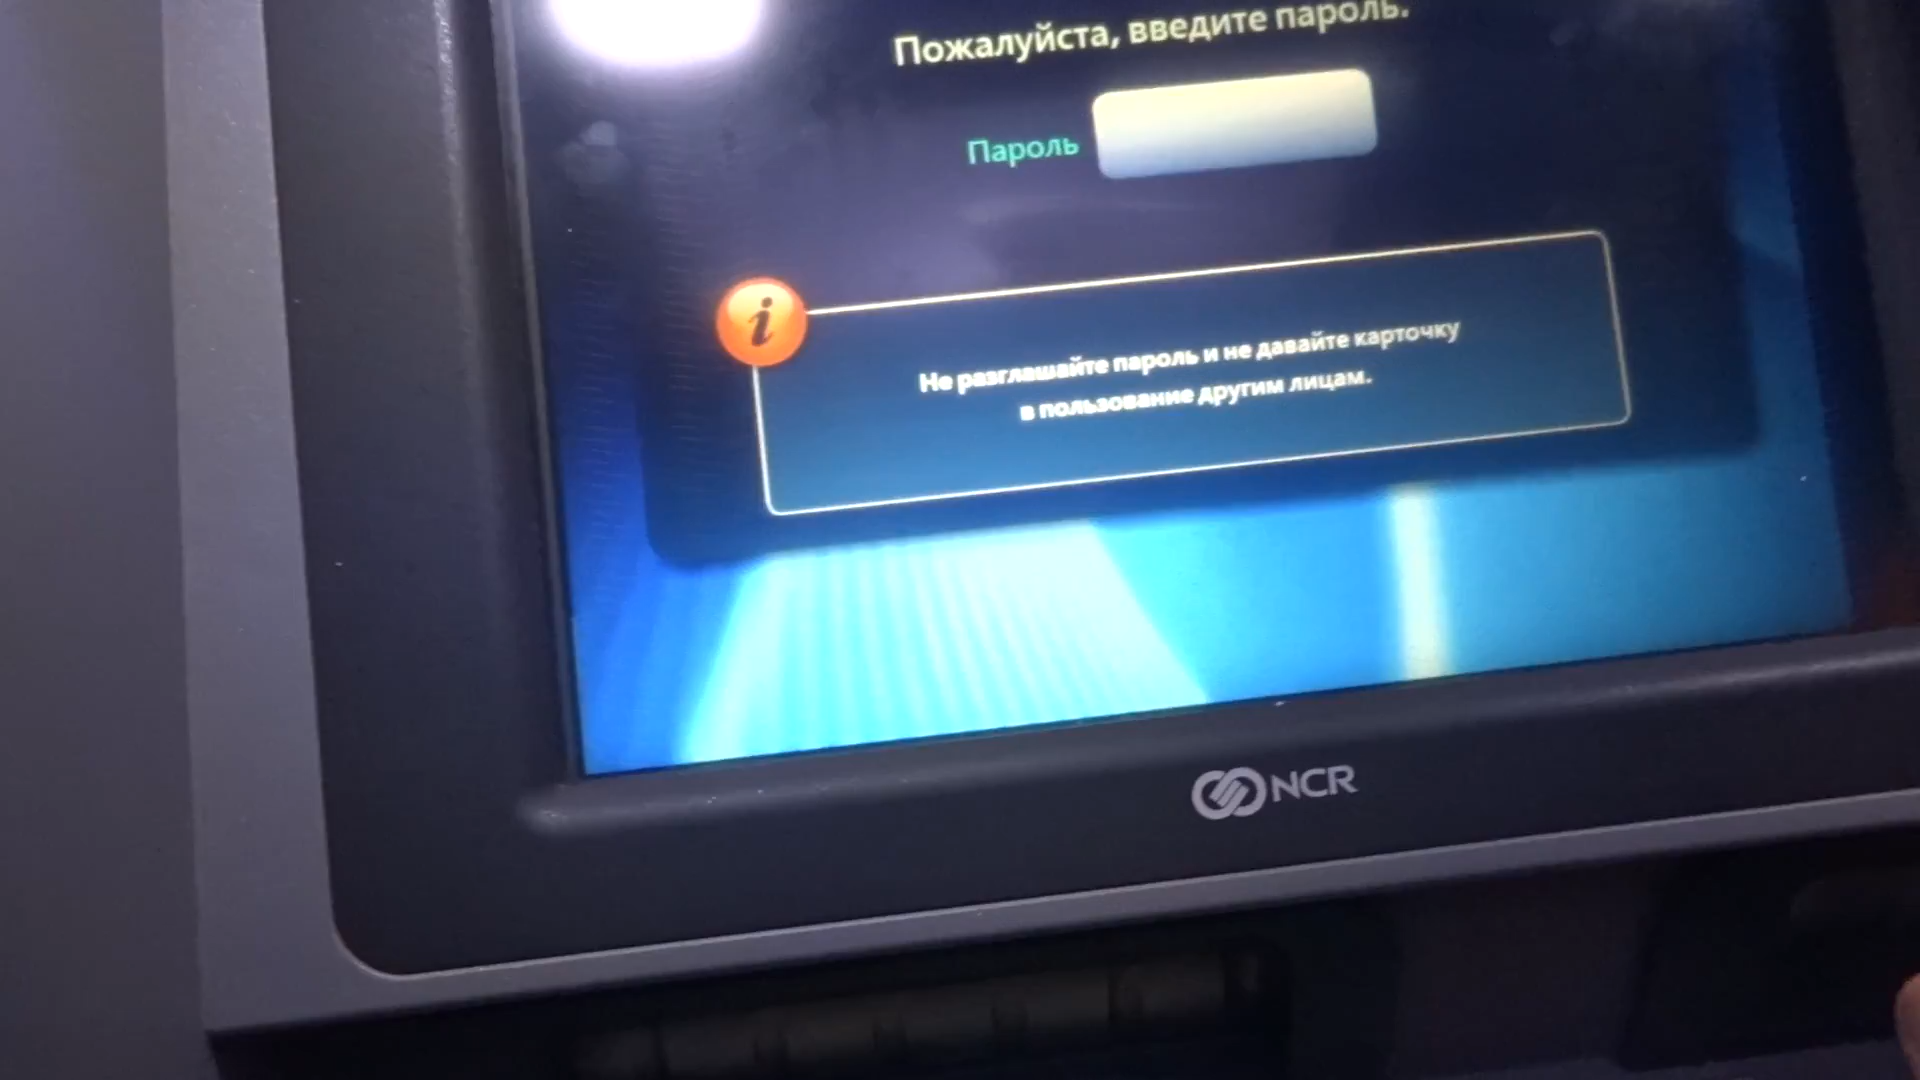 Пожалуйста, введите пароль.
Пароль
i
Не разглашайте пароль и не давайте карточку
в пользование другим лицам.
NCR